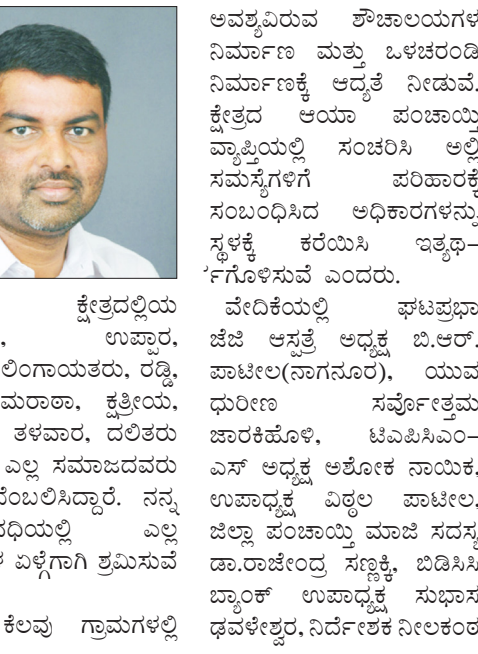 ಕ್ಷೇತ್ರದಲ್ಲಿಯ
ಉಪ್ಪಾರ,
ಲಿಂಗಾಯತರು, ರಡ್ಡಿ,
ಮರಾಠಾ, ಕ್ಷತ್ರೀಯ,
ತಳವಾರ, ದಲಿತರು
ಎಲ್ಲ ಸಮಾಜದವರು
ಬೆಂಬಲಿಸಿದ್ದಾರೆ. ನನ್ನ
ಎಲ್ಲ
ಏಳ್ಗೆಗಾಗಿ ಶ್ರಮಿಸುವೆ
ಕೆಲವು ಗ್ರಾಮಗಳಲ್ಲಿ
ಅವಶ್ಯವಿರುವ ಶೌಚಾಲಯಗಳ
ನಿರ್ಮಾಣ ಮತ್ತು ಒಳಚರಂಡಿ
ನಿರ್ಮಾಣಕ್ಕೆ ಆದ್ಯತೆ ನೀಡುವೆ.
ಕ್ಷೇತ್ರದ ಆಯಾ ಪಂಚಾಯ್ತಿ
ವ್ಯಾಪ್ತಿಯಲ್ಲಿ ಸಂಚರಿಸಿ ಅಲ್ಲಿ
ಸಮಸ್ಯೆಗಳಿಗೆ ಪರಿಹಾರಕ್ಕೆ
ಸಂಬಂಧಿಸಿದ ಅಧಿಕಾರಗಳನ್ನು
ಸ್ಥಳಕ್ಕೆ ಕರೆಯಿಸಿ ಇತ್ಯಥ–
ರ್ಗೊಳಿಸುವೆ ಎಂದರು.
ವೇದಿಕೆಯಲ್ಲಿ ಘಟಪ್ರಭಾ
ಜೆಜಿ ಆಸ್ಪತ್ರೆ ಅಧ್ಯಕ್ಷ ಬಿ.ಆರ್.
ಪಾಟೀಲ(ನಾಗನೂರ), ಯುವ
ಧುರೀಣ ಸರ್ವೋತ್ತಮ
ಜಾರಕಿಹೊಳಿ, ಟಿಎಪಿಸಿಎಂ–
ಎಸ್ ಅಧ್ಯಕ್ಷ ಅಶೋಕ ನಾಯಿಕ,
ಉಪಾಧ್ಯಕ್ಷ ವಿಠ್ಠಲ ಪಾಟೀಲ,
ಜಿಲ್ಲಾ ಪಂಚಾಯ್ತಿ ಮಾಜಿ ಸದಸ್ಯ
ಡಾ.ರಾಜೇಂದ್ರ ಸಣ್ಣಕ್ಕಿ, ಬಿಡಿಸಿಸಿ
ಬ್ಯಾಂಕ್ ಉಪಾಧ್ಯಕ್ಷ ಸುಭಾಸ
ಢವಳೇಶ್ವರ, ನಿರ್ದೇಶಕ ನೀಲಕಂಠ